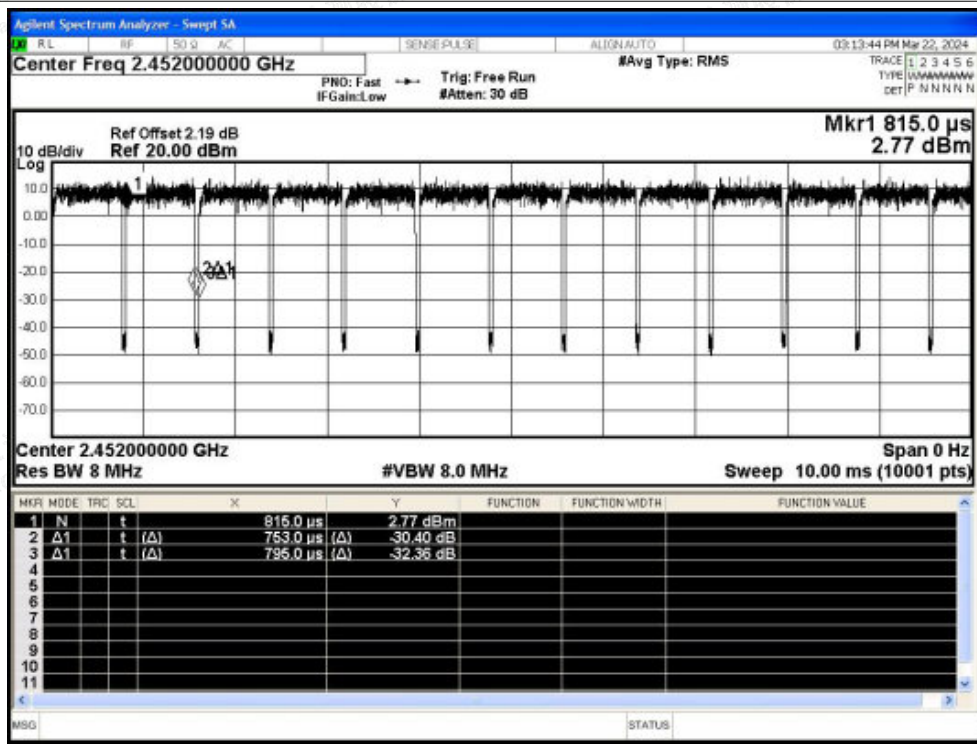 Agilent Spectrum Analyzer - Swept SA
RL RF 50 Ω AC SENSE:PULSE ALIGN AUTO 03:13:44 PM Mar 22, 2024
Center Freq 2.452000000 GHz #Avg Type: RMS TRACE 1 2 3 4 5 6
PNO: Fast Trig: Free Run TYPE
IFGain:Low #Atten: 30 dB DET P N N N N N
Mkr1 815.0 µs
Ref Offset 2.19 dB
10 dB/div Ref 20.00 dBm 2.77 dBm
Log
10.0
1
0.00
-10.0
-20.0
-30.0
-40.0
-50.0
-60.0
-70.0
Center 2.452000000 GHz Span 0 Hz
Res BW 8 MHz #VBW 8.0 MHz Sweep 10.00 ms (10001 pts)
MKR MODE TRC SCL X Y FUNCTION FUNCTION WIDTH FUNCTION VALUE
1 N t 815.0 µs 2.77 dBm
2 Δ1 t (Δ) 753.0 µs (Δ) -30.40 dB
3 Δ1 t (Δ) 795.0 µs (Δ) -32.36 dB
4
5
6
7
8
9
10
11
MSG STATUS